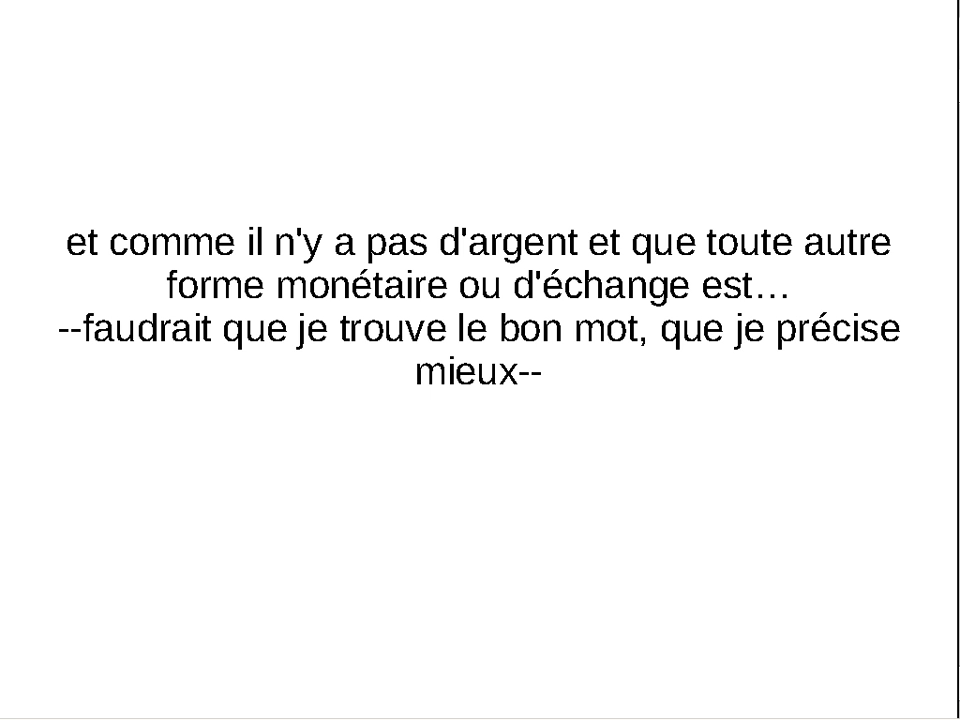 et comme il n'y a pas d'argent et que toute autre
forme monétaire ou d'échange est…
--faudrait que je trouve le bon mot, que je précise
mieux--